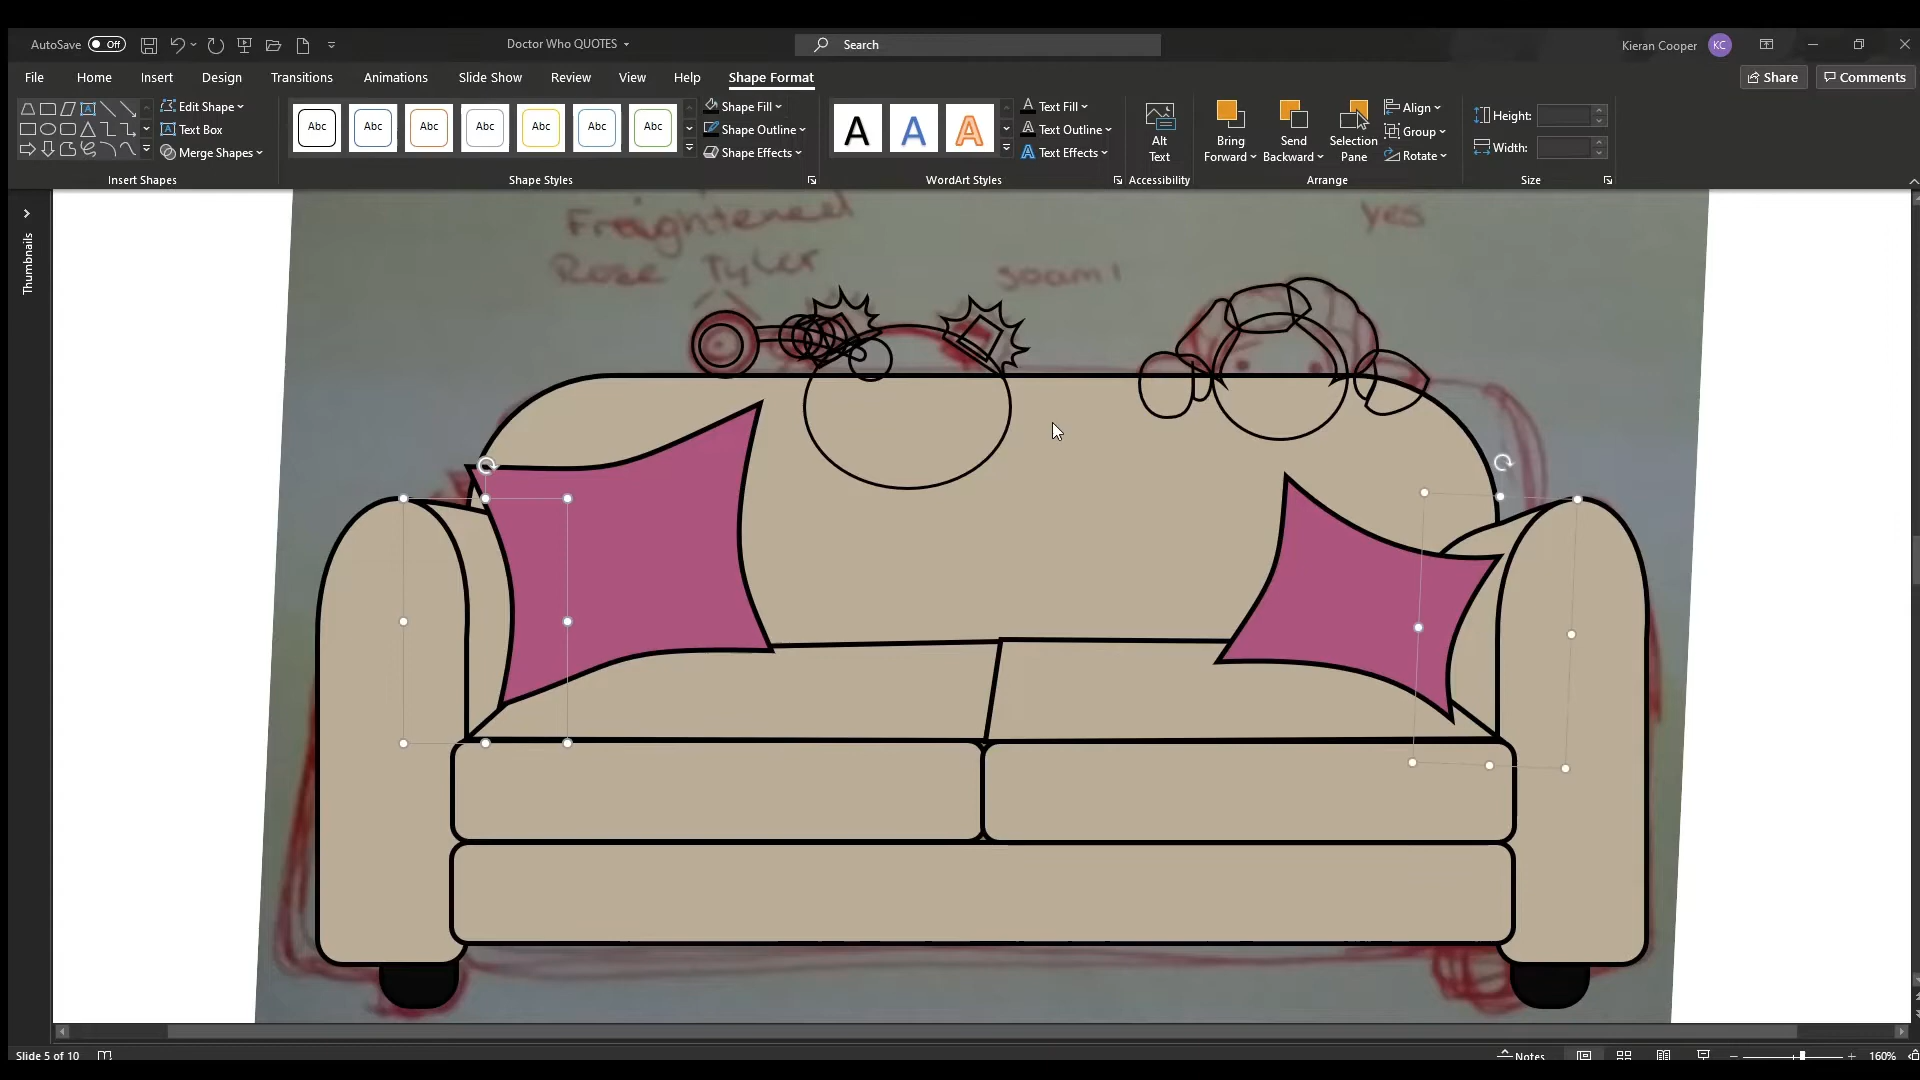 AutoSave Off
Doctor Who QUOTES
Search
Kieran Cooper KC
File Home Insert Design Transitions Animations Slide Show Review View Help Shape Format
Share Comments
Edit Shape
Text Box
Merge Shapes
Insert Shapes
Abc Abc Abc Abc Abc Abc Abc
Shape Fill
Shape Outline
Shape Effects
Shape Styles
A A A
Text Fill
Text Outline
Text Effects
WordArt Styles
Alt
Text
Accessibility
Bring
Forward
Send
Backward
Selection
Pane
Align
Group
Rotate
Arrange
Height:
Width:
Size
Thumbnails
Freightened
Rose Tyler
yes
Slide 5 of 10
Notes
160%